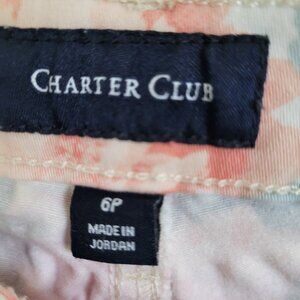 CHARTER CLUB
6P
MADE IN
JORDAN